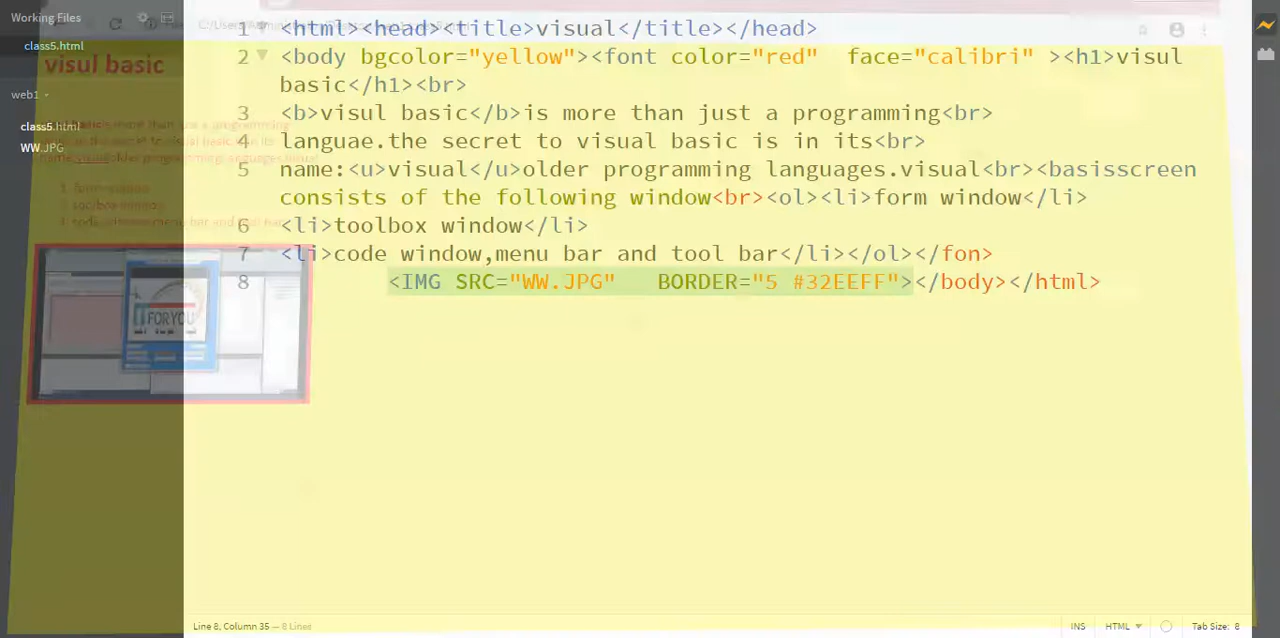 Working Files
class5.html
visul basic
web1
class5.html
WW.JPG
1 <html><head><title>visual</title></head>
2 <body bgcolor="yellow"><font color="red"  face="calibri" ><h1>visul
basic</h1><br>
3 <b>visul basic</b>is more than just a programming<br>
4 languae.the secret to visual basic is in its<br>
5 name:<u>visual</u>older programming languages.visual<br><basisscreen
consists of the following window<br><ol><li>form window</li>
6 <li>toolbox window</li>
7 <li>code window,menu bar and tool bar</li></ol></fon>
8 <IMG SRC="WW.JPG"   BORDER="5 #32EEFF"></body></html>
FORYOU
Line 8, Column 35 — 8 Lines
INS HTML Tab Size: 8